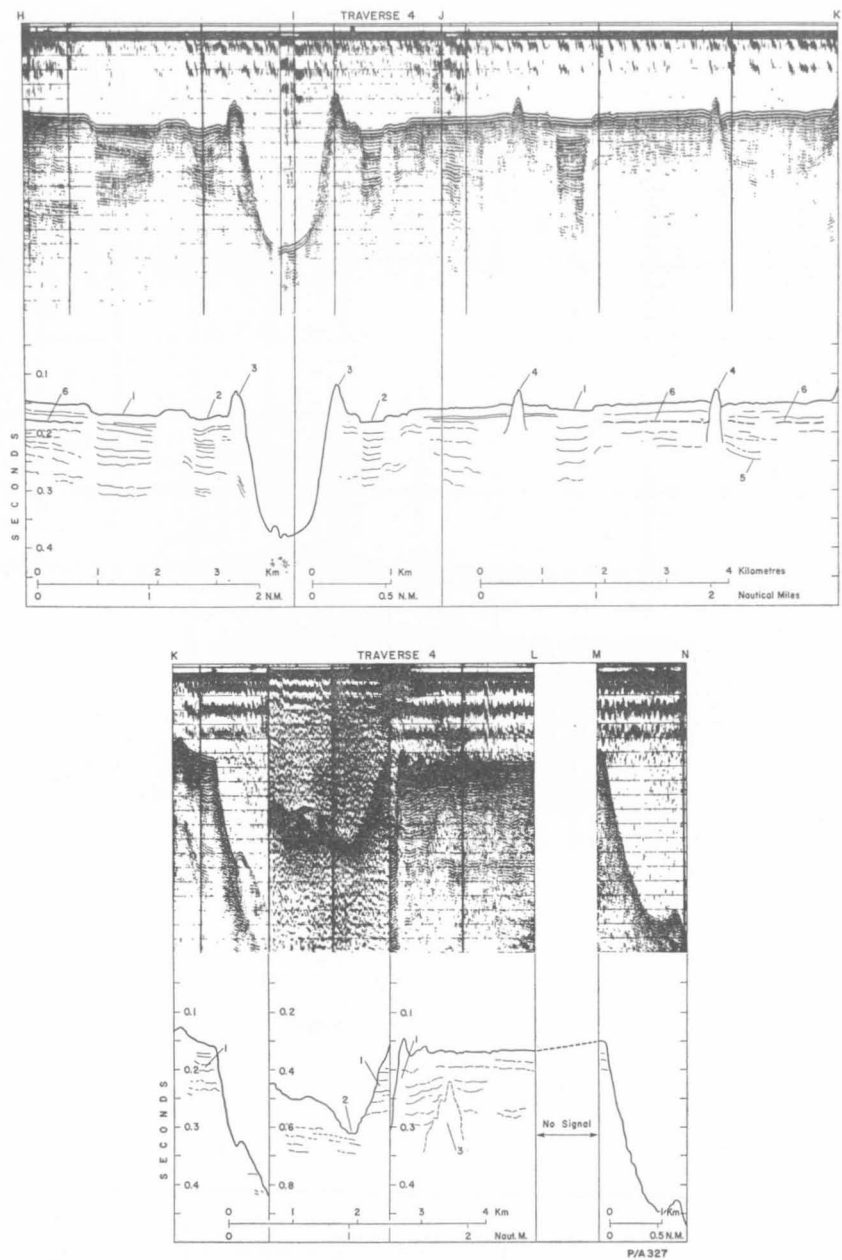 H I TRAVERSE 4 J K
3 3 4 4
0.1
6 1 2 2 1 6 6
0.2
5
0.3
0.4
SECONDS
0 1 2 3 Km 0 1 Km 0 1 2 3 4 Kilometres
0 1 2 N.M. 0 0.5 N.M. 0 1 2 Nautical Miles
K TRAVERSE 4 L M N
0.1 0.2 0.1
1 1
0.2 0.4 1
2
0.3 0.6 0.3 No Signal
3
0.4 0.8 0.4
SECONDS
0 1 2 3 4 Km 0 1 Km
0 1 2 Naut. M. 0 0.5 N.M.
P/A 327